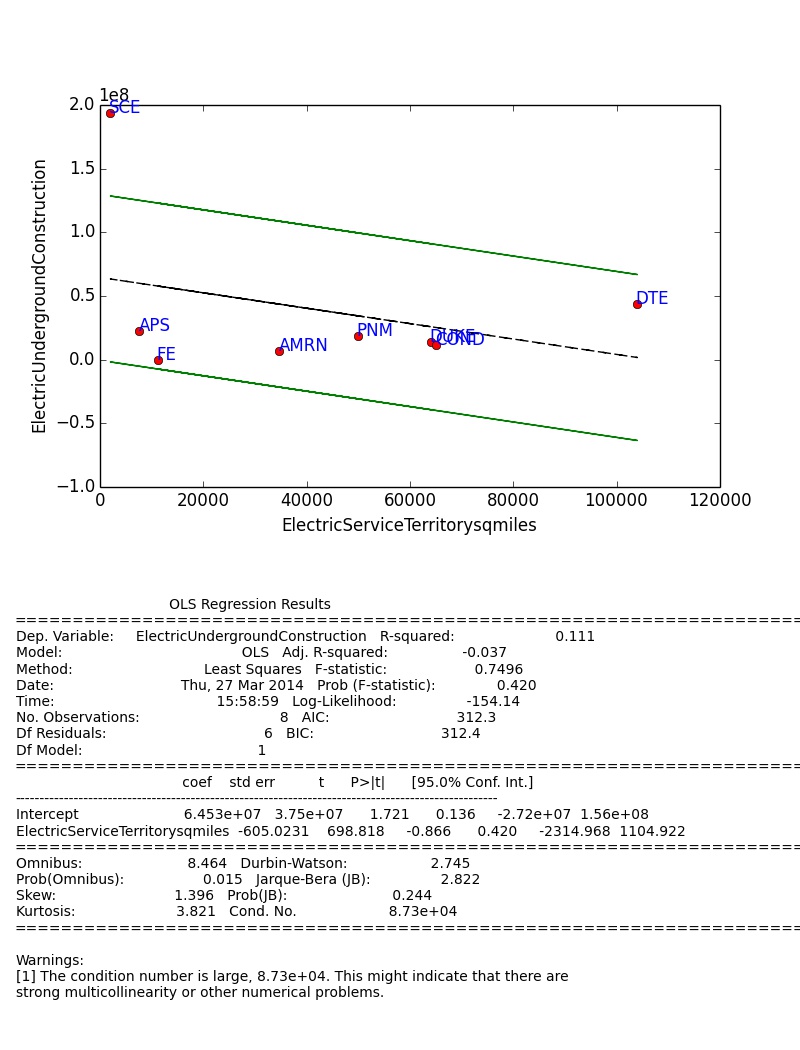 1e8
2.0
1.5
1.0
0.5
0.0
−0.5
−1.0
ElectricUndergroundConstruction
SCE
APS
FE
AMRN
PNM
DUKE
COND
DTE
0 20000 40000 60000 80000 100000 120000
ElectricServiceTerritorysqmiles
OLS Regression Results
==============================================================================
Dep. Variable: ElectricUndergroundConstruction R-squared: 0.111
Model: OLS Adj. R-squared: -0.037
Method: Least Squares F-statistic: 0.7496
Date: Thu, 27 Mar 2014 Prob (F-statistic): 0.420
Time: 15:58:59 Log-Likelihood: -154.14
No. Observations: 8 AIC: 312.3
Df Residuals: 6 BIC: 312.4
Df Model: 1
==============================================================================
coef std err t P>|t| [95.0% Conf. Int.]
------------------------------------------------------------------------------
Intercept 6.453e+07 3.75e+07 1.721 0.136 -2.72e+07 1.56e+08
ElectricServiceTerritorysqmiles -605.0231 698.818 -0.866 0.420 -2314.968 1104.922
==============================================================================
Omnibus: 8.464 Durbin-Watson: 2.745
Prob(Omnibus): 0.015 Jarque-Bera (JB): 2.822
Skew: 1.396 Prob(JB): 0.244
Kurtosis: 3.821 Cond. No. 8.73e+04
==============================================================================
Warnings:
[1] The condition number is large, 8.73e+04. This might indicate that there are
strong multicollinearity or other numerical problems.